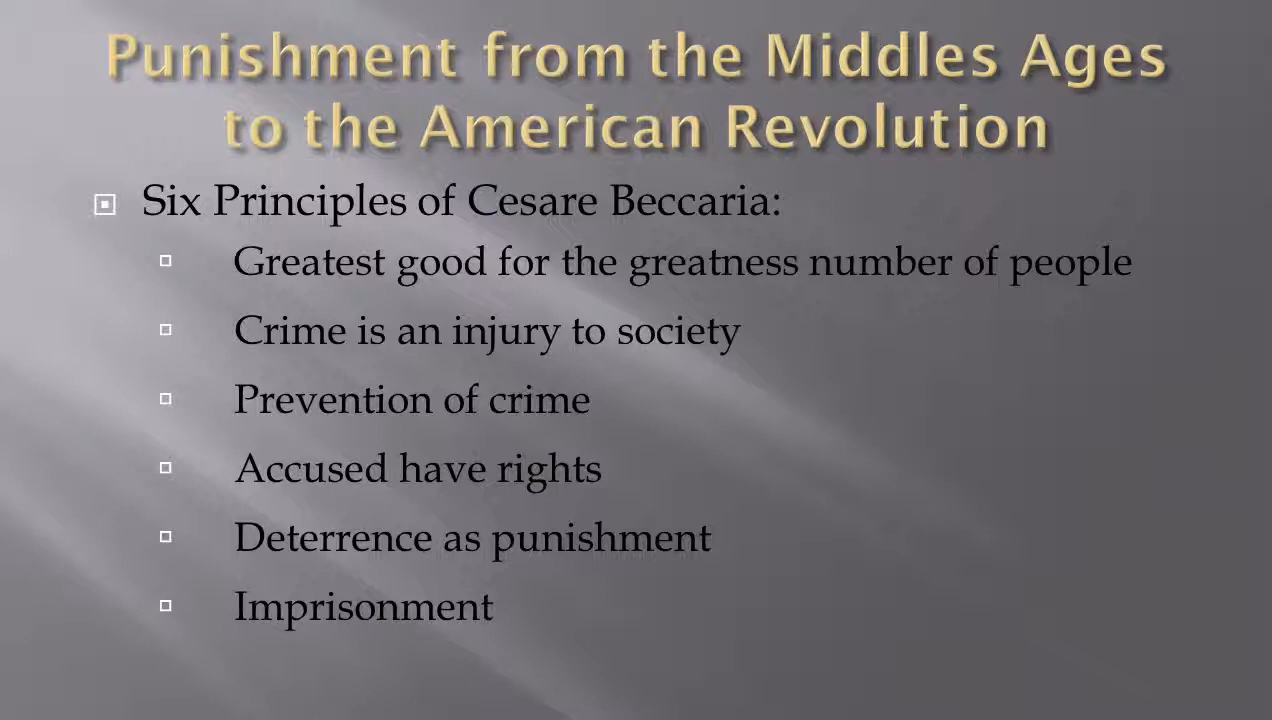 Punishment from the Middles Ages
to the American Revolution
Six Principles of Cesare Beccaria:
Greatest good for the greatness number of people
Crime is an injury to society
Prevention of crime
Accused have rights
Deterrence as punishment
Imprisonment